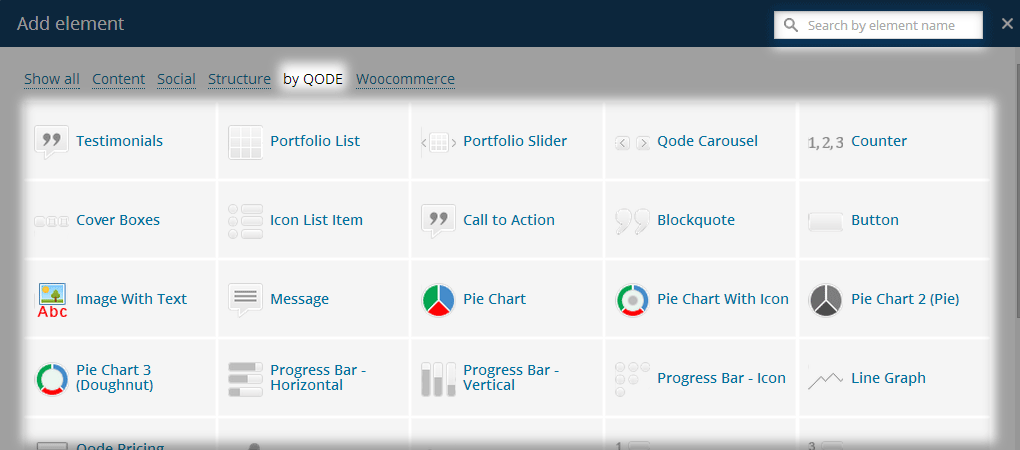 Add element
Search by element name
Show all Content Social Structure by QODE Woocommerce
Testimonials
Portfolio List
Portfolio Slider
Qode Carousel
1, 2, 3 Counter
Cover Boxes
Icon List Item
Call to Action
Blockquote
Button
Abc Image With Text
Message
Pie Chart
Pie Chart With Icon
Pie Chart 2 (Pie)
Pie Chart 3
(Doughnut)
Progress Bar -
Horizontal
Progress Bar -
Vertical
Progress Bar - Icon
Line Graph
Qode Pricing
1
3